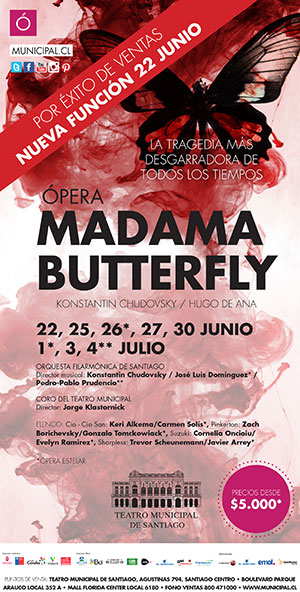 Ó
MUNICIPAL.CL
POR ÉXITO DE VENTAS
NUEVA FUNCIÓN 22 JUNIO
LA TRAGEDIA MÁS
DESGARRADORA DE
TODOS LOS TIEMPOS
ÓPERA
MADAMA
BUTTERFLY
KONSTANTIN CHUDOVSKY / HUGO DE ANA
22, 25, 26*, 27, 30 JUNIO
1*, 3, 4** JULIO
ORQUESTA FILARMÓNICA DE SANTIAGO
Director musical: Konstantin Chudovsky / José Luis Domínguez* /
Pedro-Pablo Prudencio**
CORO DEL TEATRO MUNICIPAL
Director: Jorge Klastornick
ELENCO: Cio - Cio San: Keri Alkema/Carmen Solís*, Pinkerton: Zach
Borichevsky/Gonzalo Tomckowiack*, Suzuki: Cornelia Oncioiu/
Evelyn Ramírez*, Sharpless: Trevor Scheunemann/Javier Arrey*
*ÓPERA ESTELAR
TEATRO MUNICIPAL
DE SANTIAGO
PRECIOS DESDE
$5.000*
PUNTOS DE VENTA: TEATRO MUNICIPAL DE SANTIAGO, AGUSTINAS 794, SANTIAGO CENTRO • BOULEVARD PARQUE
ARAUCO LOCAL 352 A • MALL FLORIDA CENTER LOCAL 6180 • FONO VENTAS 800 471000 • WWW.MUNICIPAL.CL